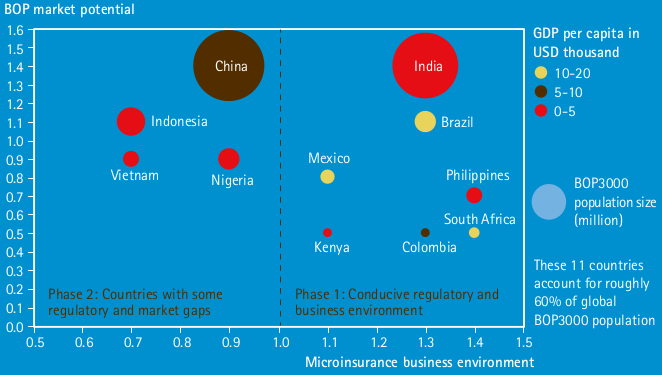 BOP market potential
1.6
1.5
1.4
1.3
1.2
1.1
1.0
0.9
0.8
0.7
0.6
0.5
0.4
0.3
0.2
0.1
0.0
China
India
Indonesia
Brazil
Vietnam
Nigeria
Mexico
Philippines
South Africa
Kenya
Colombia
Phase 2: Countries with some
regulatory and market gaps
Phase 1: Conducive regulatory and
business environment
0.5 0.6 0.7 0.8 0.9 1.0 1.1 1.2 1.3 1.4 1.5
Microinsurance business environment
GDP per capita in
USD thousand
10-20
5-10
0-5
BOP3000
population size
(million)
These 11 countries
account for roughly
60% of global
BOP3000 population